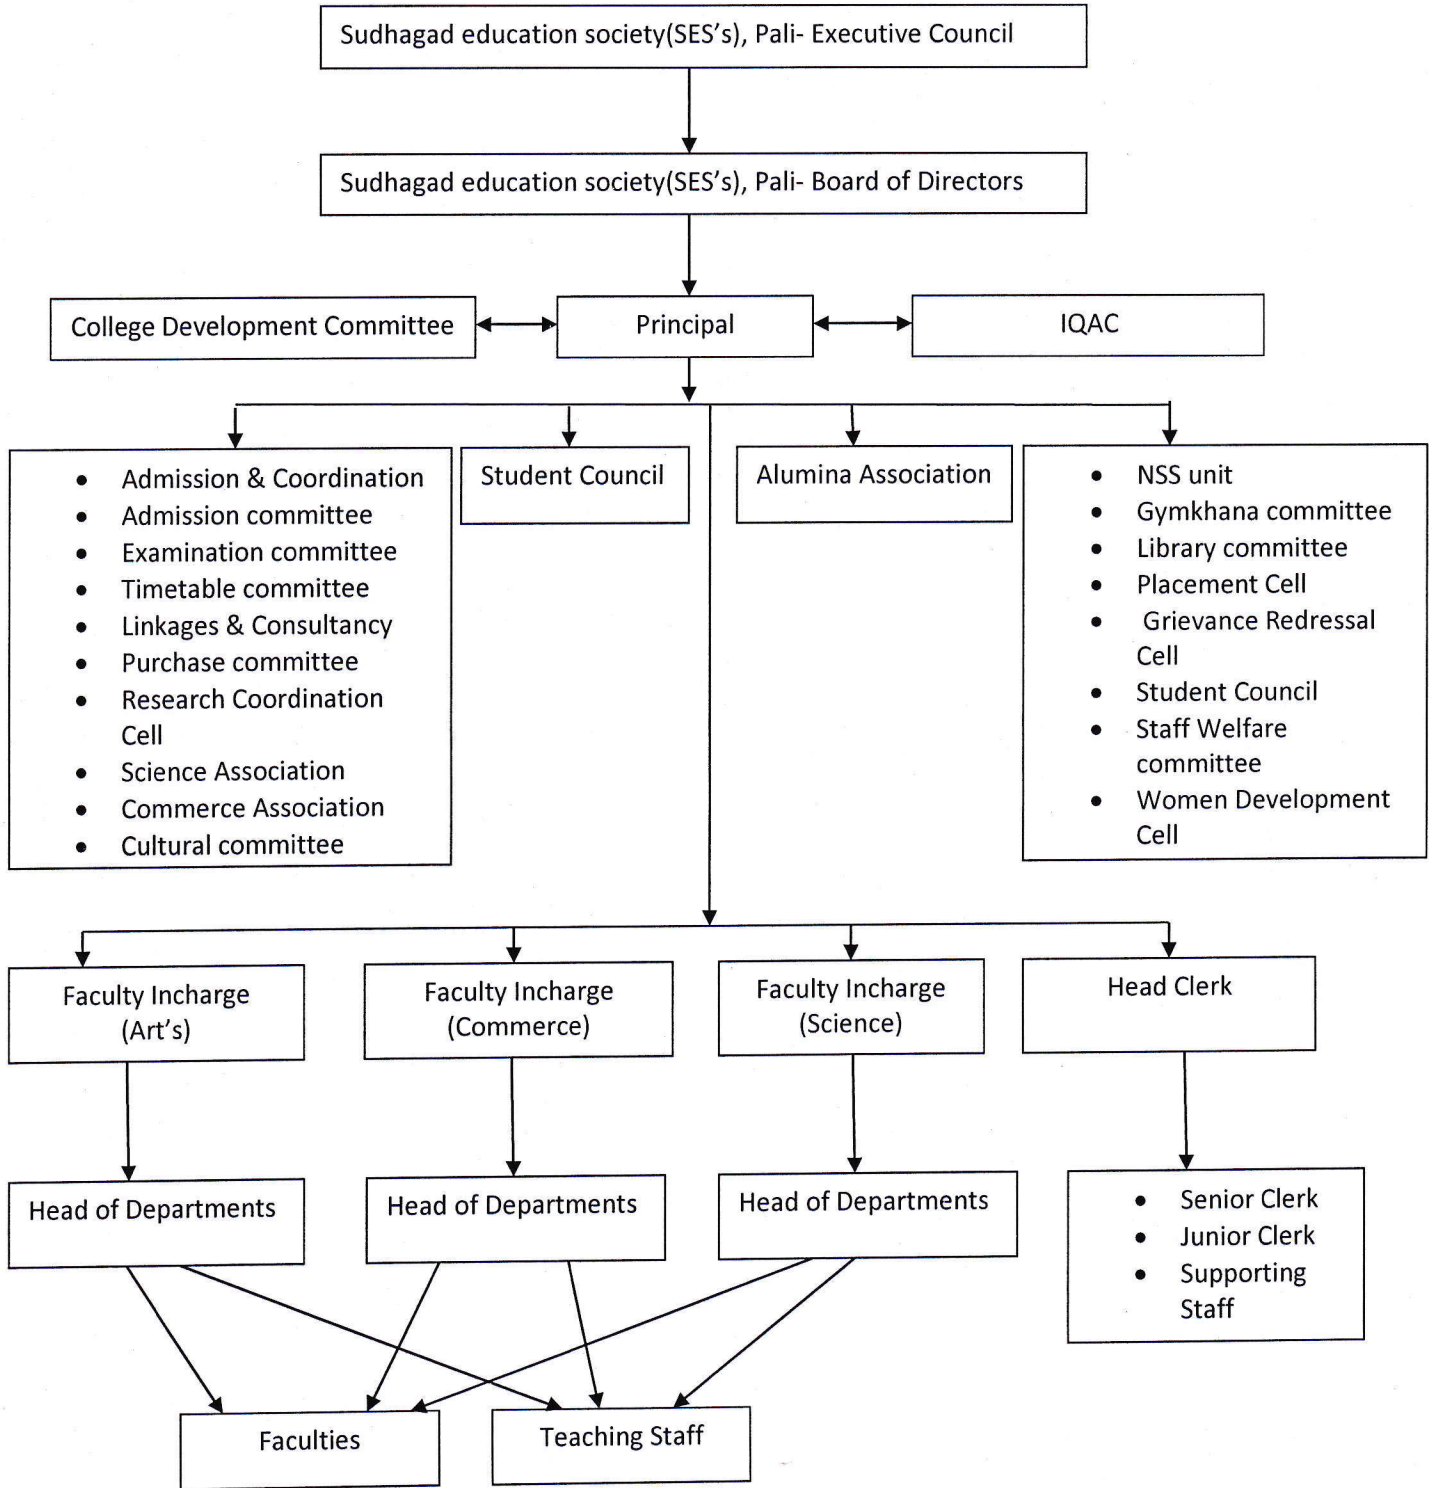 Sudhagad education society(SES's), Pali- Executive Council
Sudhagad education society(SES's), Pali- Board of Directors
College Development Committee
Principal
IQAC
• Admission & Coordination
• Admission committee
• Examination committee
• Timetable committee
• Linkages & Consultancy
• Purchase committee
• Research Coordination
Cell
• Science Association
• Commerce Association
• Cultural committee
Student Council
Alumina Association
• NSS unit
• Gymkhana committee
• Library committee
• Placement Cell
• Grievance Redressal
Cell
• Student Council
• Staff Welfare
committee
• Women Development
Cell
Faculty Incharge
(Art's)
Faculty Incharge
(Commerce)
Faculty Incharge
(Science)
Head Clerk
Head of Departments
Head of Departments
Head of Departments
• Senior Clerk
• Junior Clerk
• Supporting
Staff
Faculties
Teaching Staff